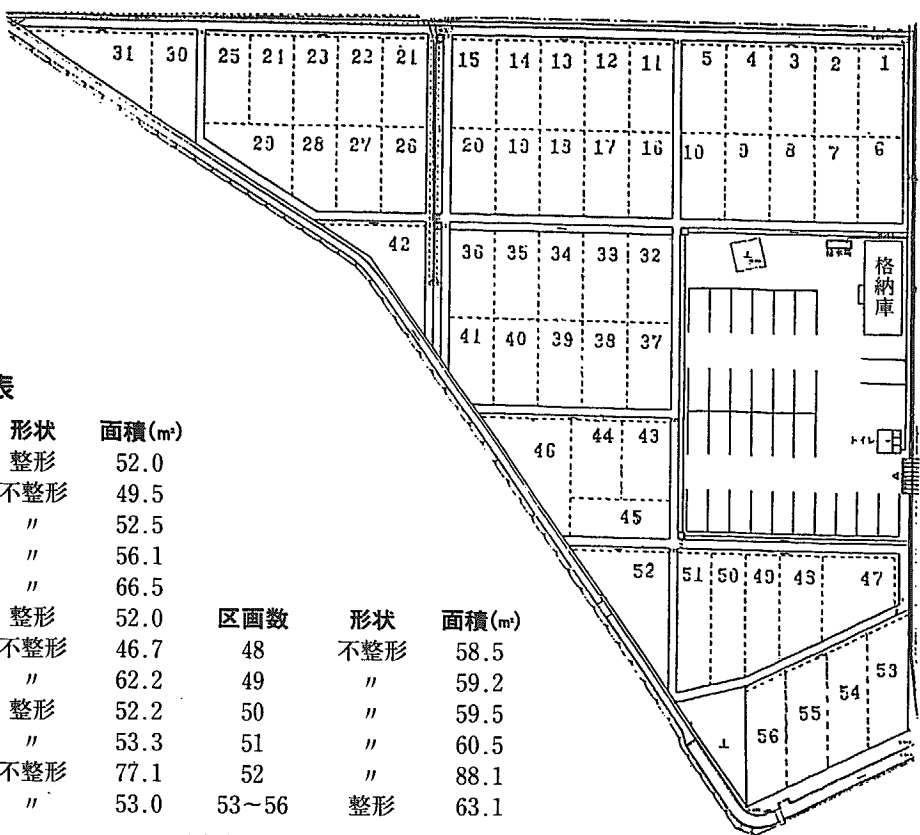 31 30 25 21 23 22 21 15 14 13 12 11 5 4 3 2 1
29 28 27 26 20 19 18 17 16 10 9 8 7 6
42 36 35 34 33 32
格納庫
41 40 39 38 37
46 44 43
トイレ
45
52 51 50 49 48 47
53
54
55
56
表
形状 面積(㎡)
整形 52.0
不整形 49.5
〃 52.5
〃 56.1
〃 66.5
整形 52.0 区画数 形状 面積(㎡)
不整形 46.7 48 不整形 58.5
〃 62.2 49 〃 59.2
整形 52.2 50 〃 59.5
〃 53.3 51 〃 60.5
不整形 77.1 52 〃 88.1
〃 53.0 53~56 整形 63.1